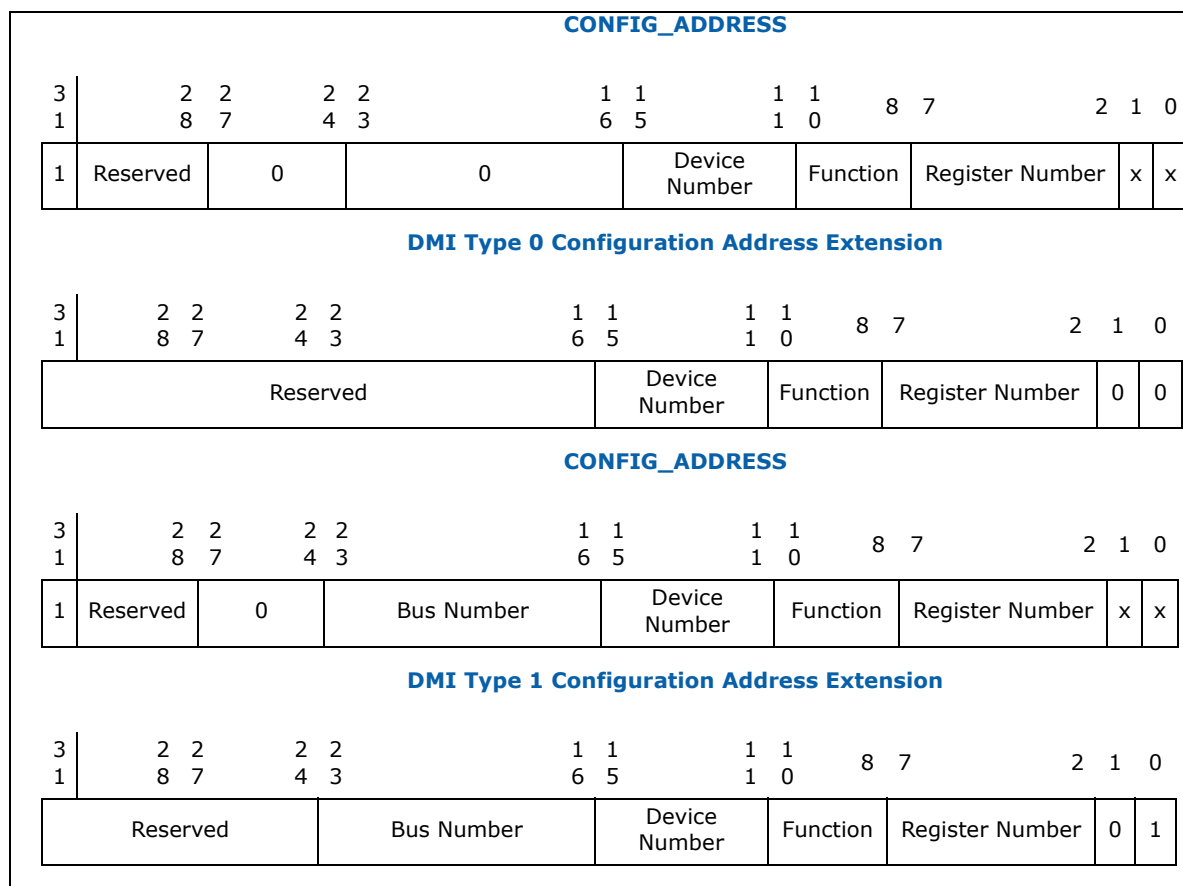 CONFIG_ADDRESS
3 2 2 2 2 1 1 1 1 8 7 2 1 0
1 8 7 4 3 6 5 1 0
1 Reserved 0 0 Device Number Function Register Number x x
DMI Type 0 Configuration Address Extension
3 2 2 2 2 1 1 1 1 8 7 2 1 0
1 8 7 4 3 6 5 1 0
Reserved Device Number Function Register Number 0 0
CONFIG_ADDRESS
3 2 2 2 2 1 1 1 1 8 7 2 1 0
1 8 7 4 3 6 5 1 0
1 Reserved 0 Bus Number Device Number Function Register Number x x
DMI Type 1 Configuration Address Extension
3 2 2 2 2 1 1 1 1 8 7 2 1 0
1 8 7 4 3 6 5 1 0
Reserved Bus Number Device Number Function Register Number 0 1